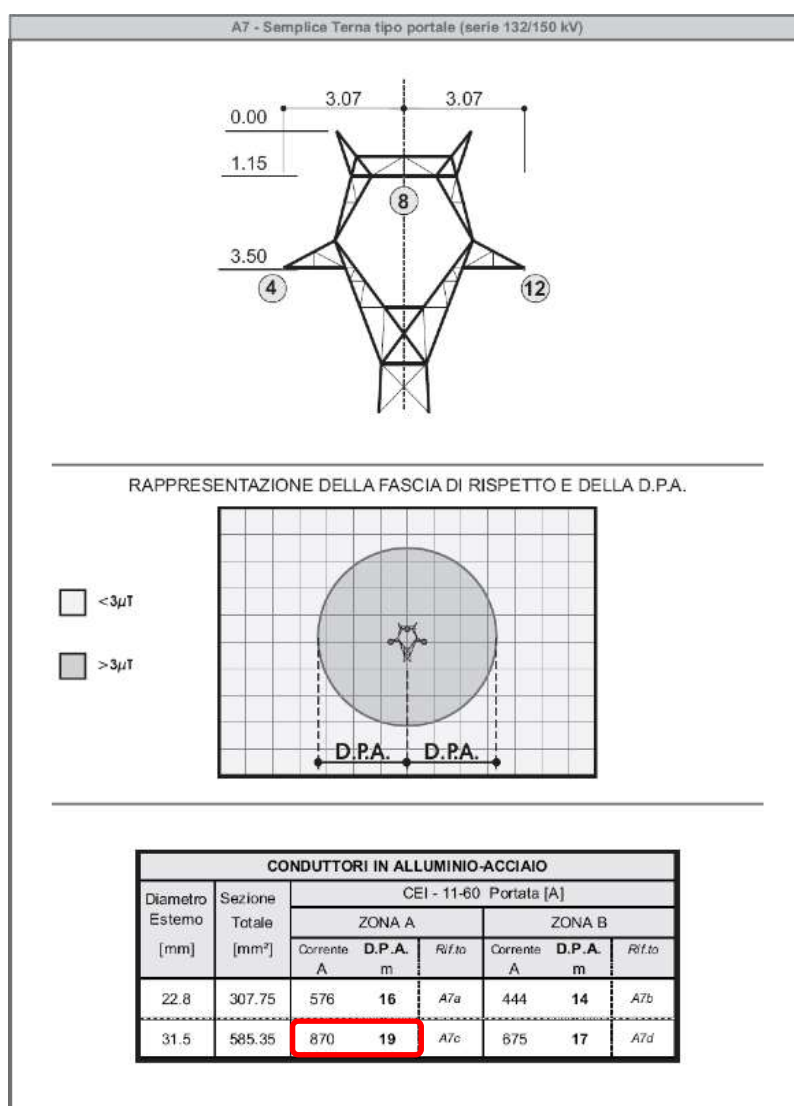 A7 - Semplice Terna tipo portale (serie 132/150 kV)
3.07 3.07
0.00
1.15
8
3.50
4 12
RAPPRESENTAZIONE DELLA FASCIA DI RISPETTO E DELLA D.P.A.
<3µT
>3µT
D.P.A. D.P.A.
CONDUTTORI IN ALLUMINIO-ACCIAIO
Diametro Esterno [mm] Sezione Totale [mm²] CEI - 11-60 Portata [A]
ZONA A ZONA B
Corrente A D.P.A. m Rif.to Corrente A D.P.A. m Rif.to
22.8 307.75 576 16 A7a 444 14 A7b
31.5 585.35 870 19 A7c 675 17 A7d